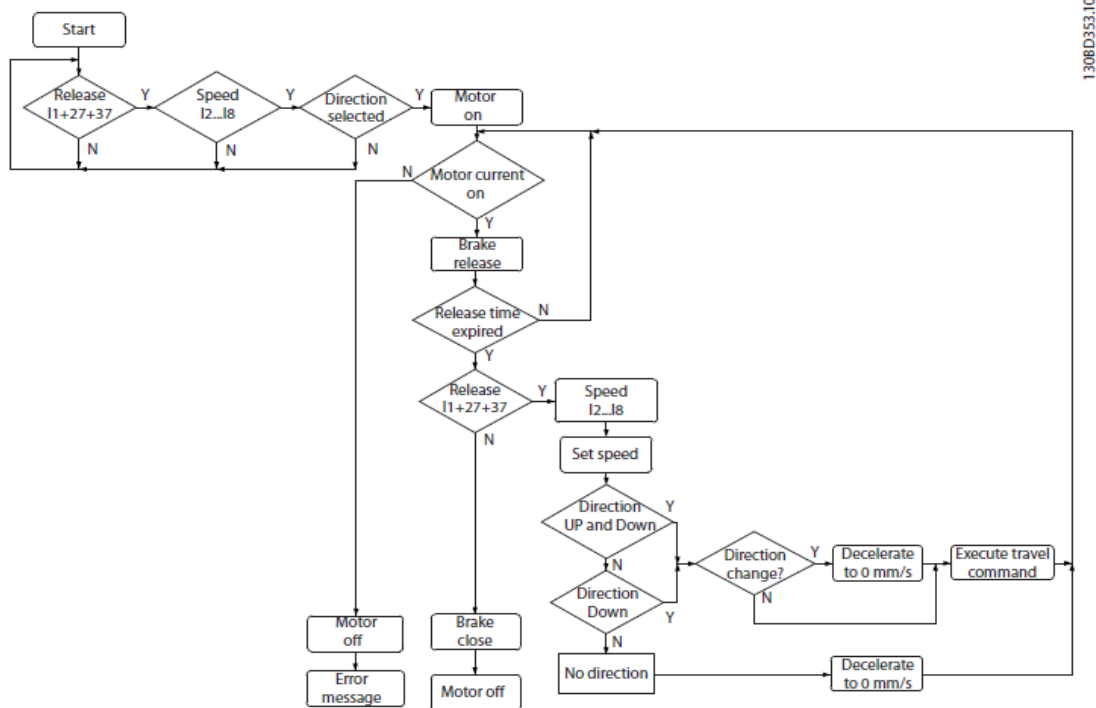 130BD353.10
Start
Release
I1+27+37
Y
Speed
I2...I8
Y
Direction
selected
Y
Motor
on
N
N
N
N
Motor current
on
Y
Brake
release
Release time
expired
N
Y
Release
I1+27+37
Y
Speed
I2...I8
N
Set speed
Direction
UP and Down
Y
N
Direction
change?
Y
Decelerate
to 0 mm/s
Execute travel
command
N
Direction
Down
Y
N
Motor
off
Brake
close
No direction
Decelerate
to 0 mm/s
Error
message
Motor off